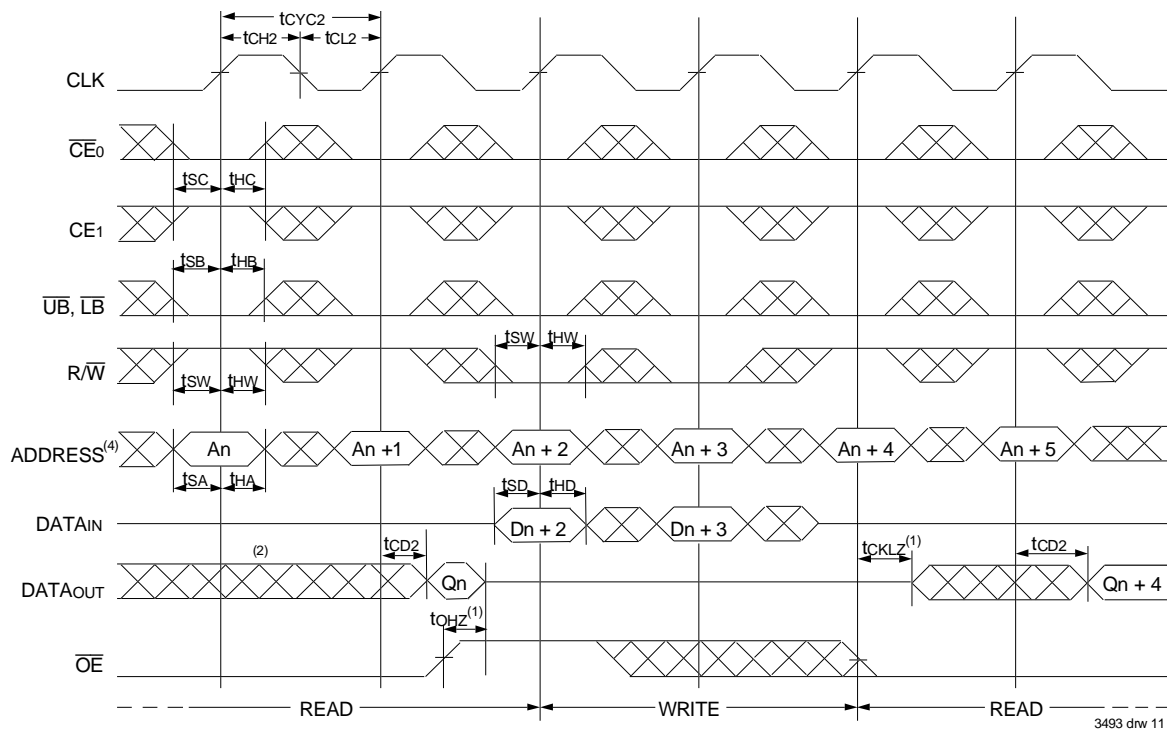 tCYC2
tCH2 tCL2
CLK
CE0
tSC tHC
CE1
tSB tHB
UB, LB
tSW tHW
R/W
tSW tHW
ADDRESS(4) An An +1 An + 2 An + 3 An + 4 An + 5
tSA tHA tSD tHD
DATAIN Dn + 2 Dn + 3
tCD2 tCKLZ(1) tCD2
(2)
DATAOUT Qn Qn + 4
tOHZ(1)
OE
READ WRITE READ
3493 drw 11